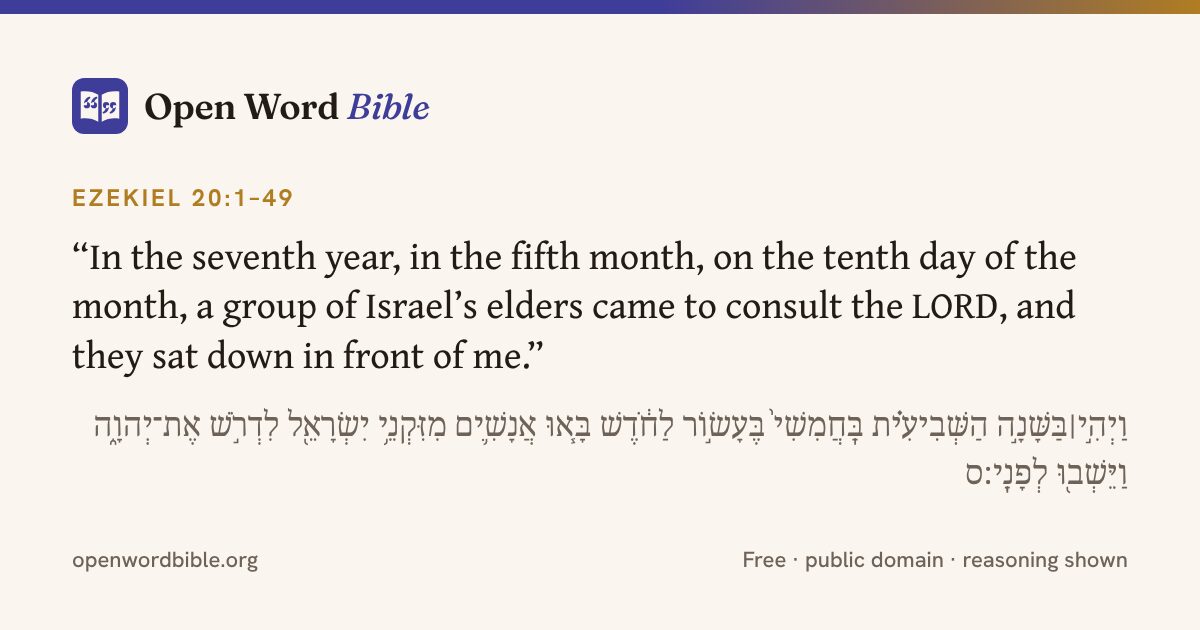 Open Word Bible
EZEKIEL 20:1–49
“In the seventh year, in the fifth month, on the tenth day of the
month, a group of Israel’s elders came to consult the LORD, and
they sat down in front of me.”
וַיְהִ֣י׀בַּשָּׁנָ֣ה הַשְּׁבִיעִ֗ית בַּֽחֲמִשִׁי֙ בֶּעָשׂ֣וֹר לַחֹ֔דֶשׁ בָּ֧אוּ אֲנָשִׁ֛ים מִזִּקְנֵ֥י יִשְׂרָאֵ֖ל לִדְרֹ֣שׁ אֶת־יְהוָ֑ה
וַיֵּשְׁב֖וּ לְפָנָֽי׃ס
openwordbible.org
Free · public domain · reasoning shown